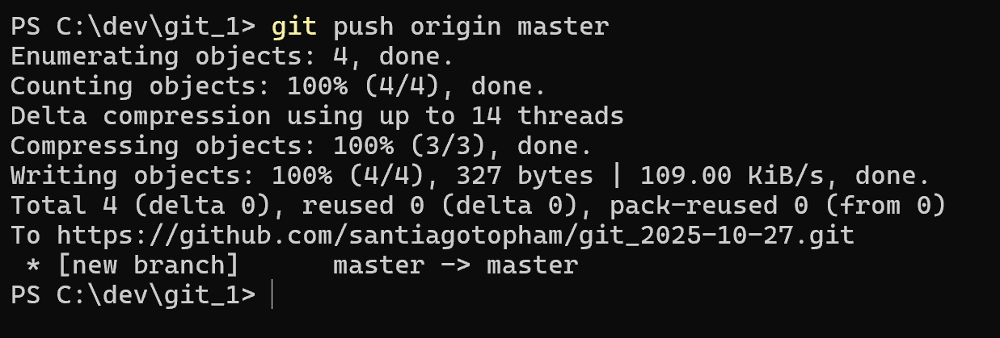 PS C:\dev\git_1> git push origin master
Enumerating objects: 4, done.
Counting objects: 100% (4/4), done.
Delta compression using up to 14 threads
Compressing objects: 100% (3/3), done.
Writing objects: 100% (4/4), 327 bytes | 109.00 KiB/s, done.
Total 4 (delta 0), reused 0 (delta 0), pack-reused 0 (from 0)
To https://github.com/santiagotopham/git_2025-10-27.git
 * [new branch]      master -> master
PS C:\dev\git_1>